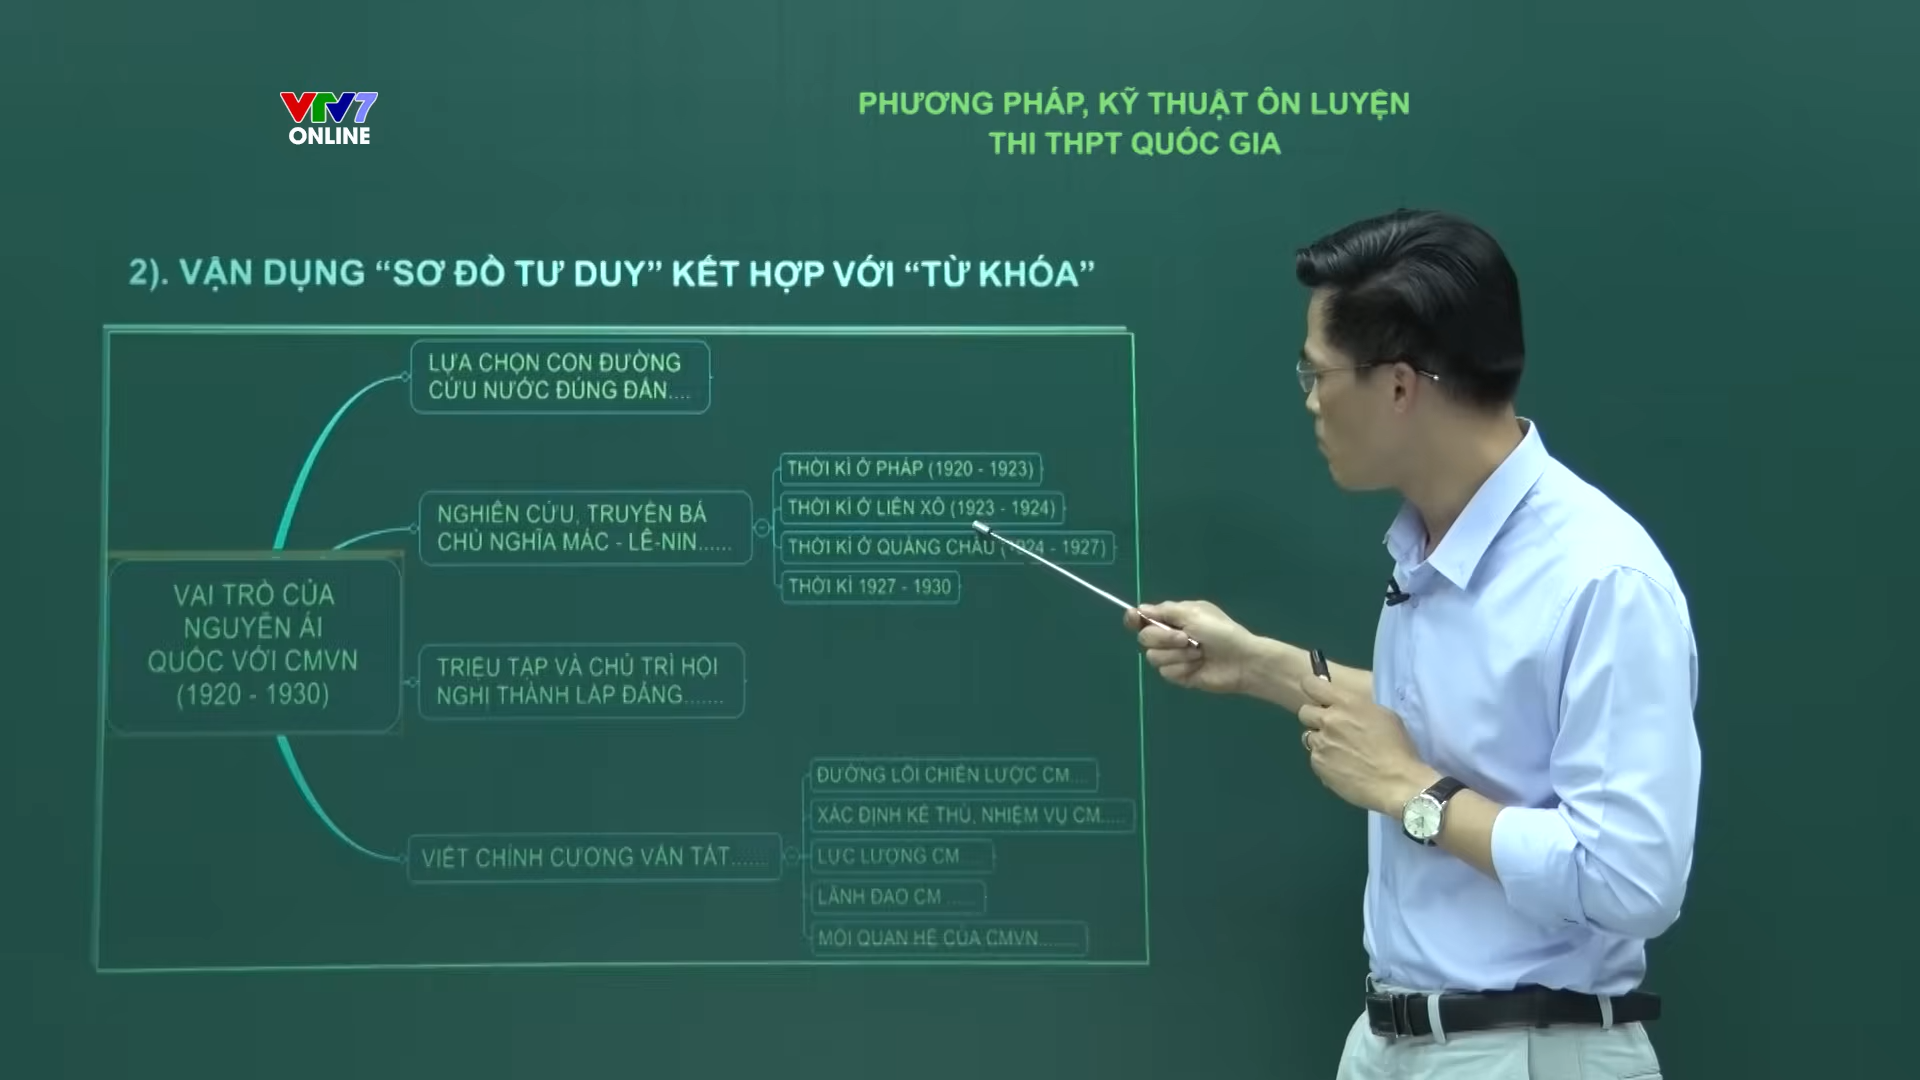 VTV7
ONLINE
PHƯƠNG PHÁP, KỸ THUẬT ÔN LUYỆN
THI THPT QUỐC GIA
2). VẬN DỤNG “SƠ ĐỒ TƯ DUY” KẾT HỢP VỚI “TỪ KHÓA”
VAI TRÒ CỦA
NGUYỄN ÁI
QUỐC VỚI CMVN
(1920 - 1930)
LỰA CHỌN CON ĐƯỜNG
CỨU NƯỚC ĐÚNG ĐẮN....
NGHIÊN CỨU, TRUYỀN BÁ
CHỦ NGHĨA MÁC - LÊ-NIN......
THỜI KÌ Ở PHÁP (1920 - 1923)
THỜI KÌ Ở LIÊN XÔ (1923 - 1924)
THỜI KÌ Ở QUẢNG CHÂU (1924 - 1927)
THỜI KÌ 1927 - 1930
TRIỆU TẬP VÀ CHỦ TRÌ HỘI
NGHỊ THÀNH LẬP ĐẢNG.......
VIẾT CHÍNH CƯƠNG VẮN TẮT......
ĐƯỜNG LỐI CHIẾN LƯỢC CM....
XÁC ĐỊNH KẺ THÙ, NHIỆM VỤ CM.....
LỰC LƯỢNG CM.....
LÃNH ĐẠO CM ......
MỐI QUAN HỆ CỦA CMVN........